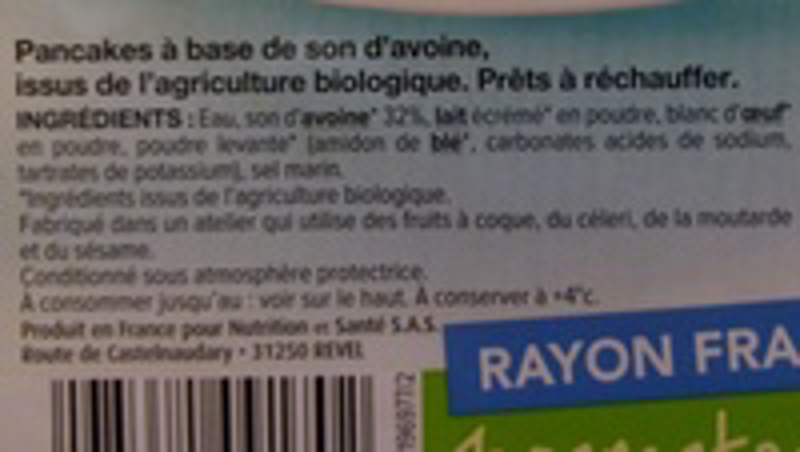 Pancakes à base de son d'avoine,
issus de l'agriculture biologique. Prêts à réchauffer.
INGRÉDIENTS : Eau, son d'avoine* 32%, lait écrémé* en poudre, blanc d'œuf*
en poudre, poudre levante* (amidon de blé*, carbonates acides de sodium,
tartrates de potassium), sel marin.
*Ingrédients issus de l'agriculture biologique.
Fabriqué dans un atelier qui utilise des fruits à coque, du céleri, de la moutarde
et du sésame.
Conditionné sous atmosphère protectrice.
À consommer jusqu'au : voir sur le haut. À conserver à +4°c.
Produit en France pour Nutrition et Santé S.A.S.
Route de Castelnaudary • 31250 REVEL
RAYON FRA